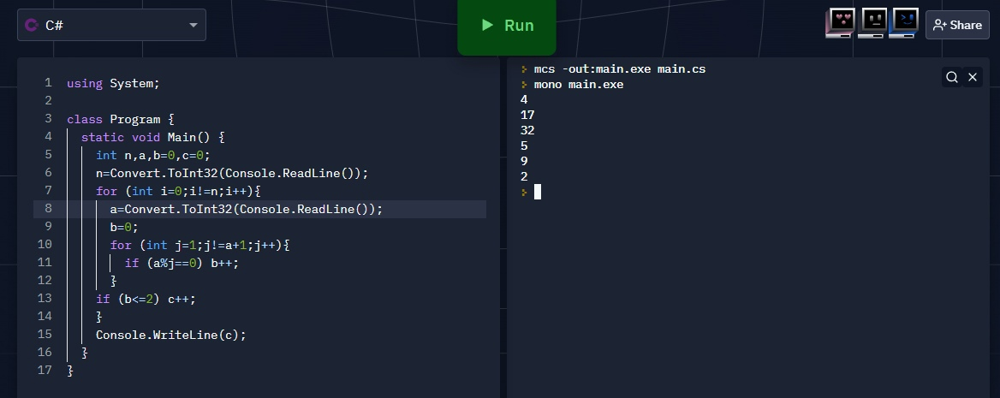 C#
Run
Share
1 using System;
2
3 class Program {
4 static void Main() {
5 int n,a,b=0,c=0;
6 n=Convert.ToInt32(Console.ReadLine());
7 for (int i=0;i!=n;i++){
8 a=Convert.ToInt32(Console.ReadLine());
9 b=0;
10 for (int j=1;j!=a+1;j++){
11 if (a%j==0) b++;
12 }
13 if (b<=2) c++;
14 }
15 Console.WriteLine(c);
16 }
17 }
mcs -out:main.exe main.cs
mono main.exe
4
17
32
5
9
2